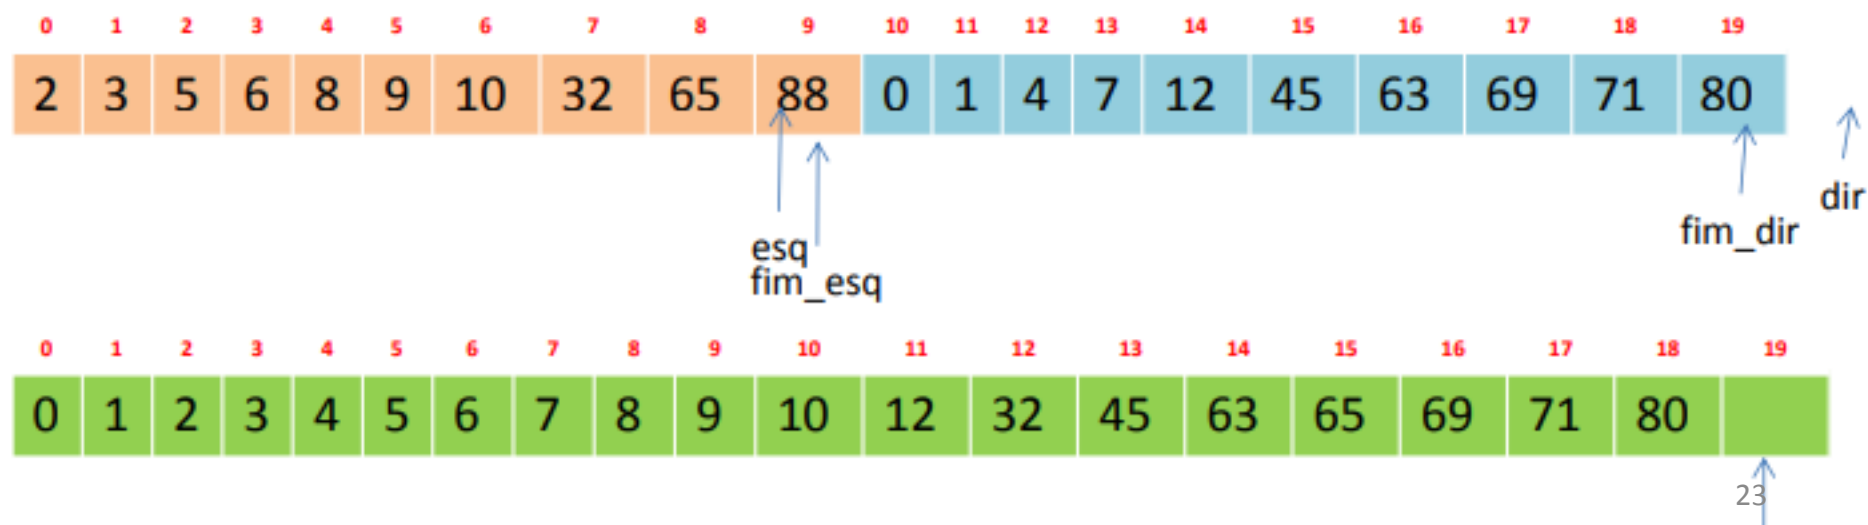 0 1 2 3 4 5 6 7 8 9 10 11 12 13 14 15 16 17 18 19
2 3 5 6 8 9 10 32 65 88 0 1 4 7 12 45 63 69 71 80
dir
fim_dir
esq
fim_esq
0 1 2 3 4 5 6 7 8 9 10 11 12 13 14 15 16 17 18 19
0 1 2 3 4 5 6 7 8 9 10 12 32 45 63 65 69 71 80
23